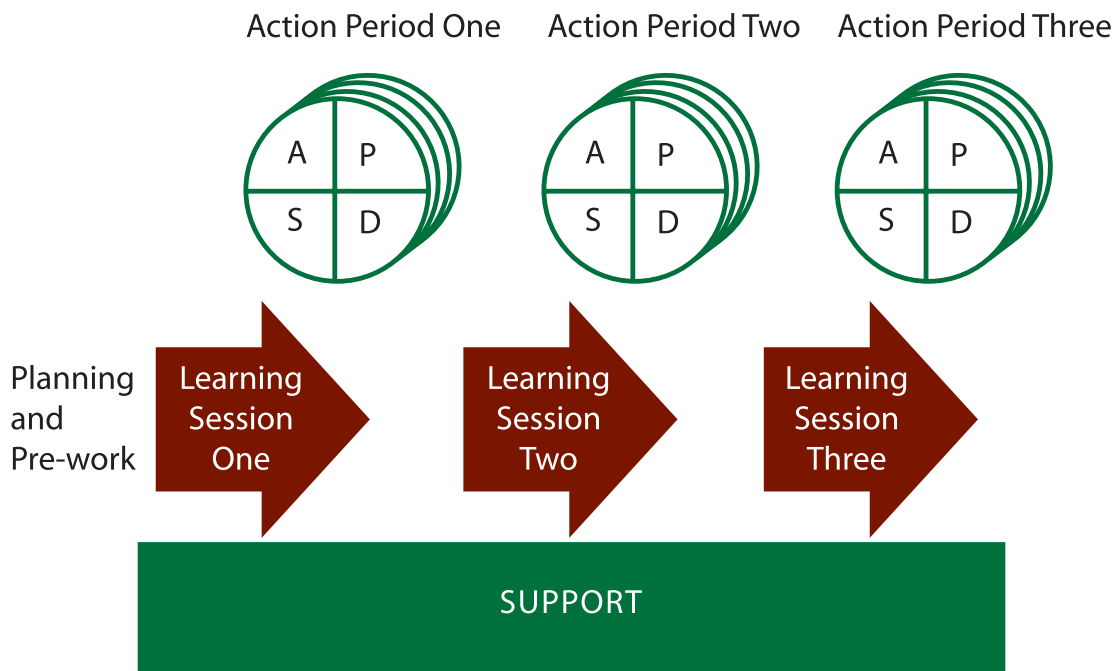 Action Period One
Action Period Two
Action Period Three
A P
S D
A P
S D
A P
S D
Planning
and
Pre-work
Learning
Session
One
Learning
Session
Two
Learning
Session
Three
SUPPORT